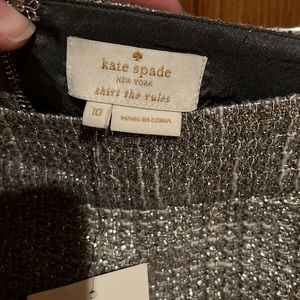 kate spade
NEW YORK
skirt the rules
10
MADE IN CHINA